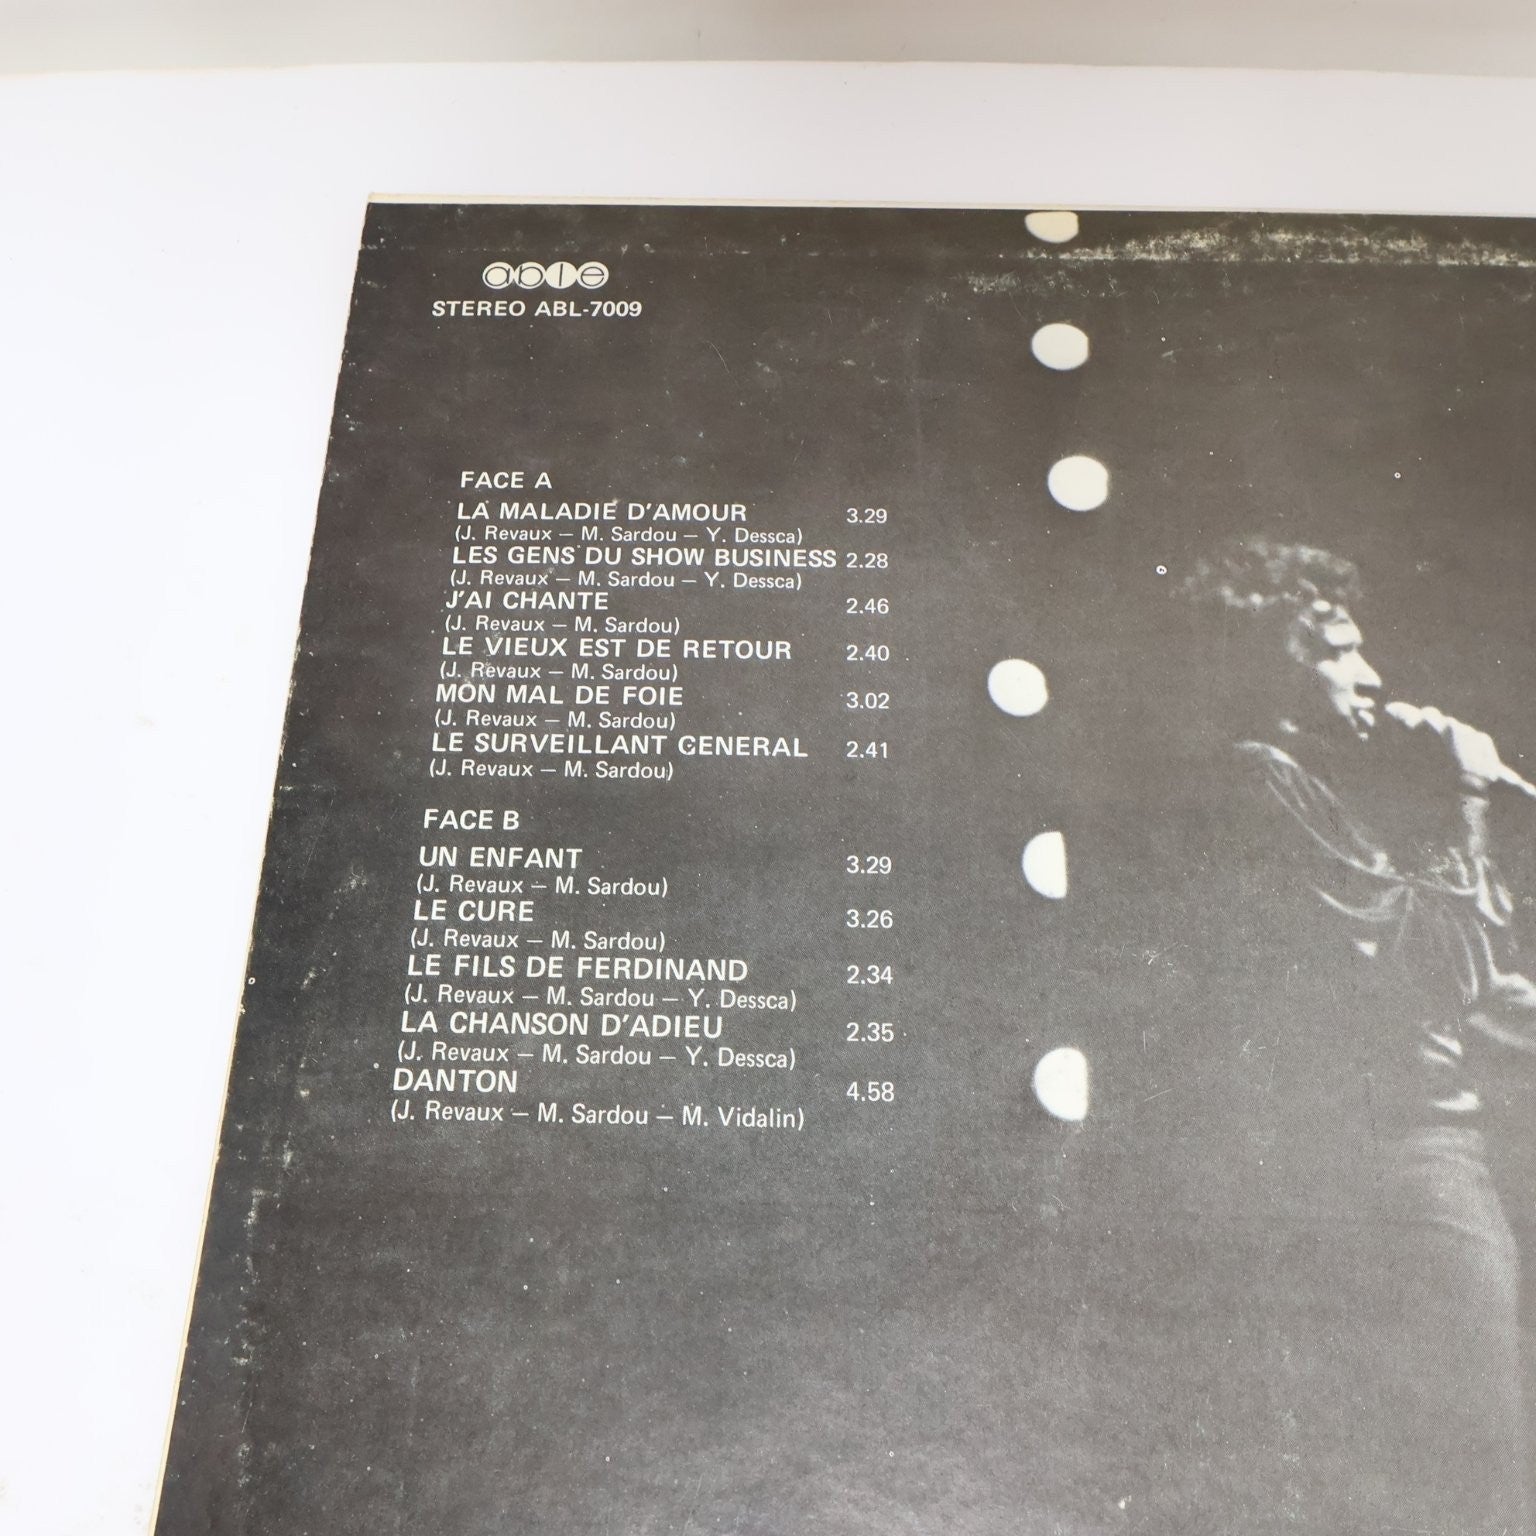 able
STEREO ABL-7009
FACE A
LA MALADIE D'AMOUR 3.29
(J. Revaux – M. Sardou – Y. Dessca)
LES GENS DU SHOW BUSINESS 2.28
(J. Revaux – M. Sardou – Y. Dessca)
J'AI CHANTE 2.46
(J. Revaux – M. Sardou)
LE VIEUX EST DE RETOUR 2.40
(J. Revaux – M. Sardou)
MON MAL DE FOIE 3.02
(J. Revaux – M. Sardou)
LE SURVEILLANT GENERAL 2.41
(J. Revaux – M. Sardou)
FACE B
UN ENFANT 3.29
(J. Revaux – M. Sardou)
LE CURE 3.26
(J. Revaux – M. Sardou)
LE FILS DE FERDINAND 2.34
(J. Revaux – M. Sardou – Y. Dessca)
LA CHANSON D'ADIEU 2.35
(J. Revaux – M. Sardou – Y. Dessca)
DANTON 4.58
(J. Revaux – M. Sardou – M. Vidalin)